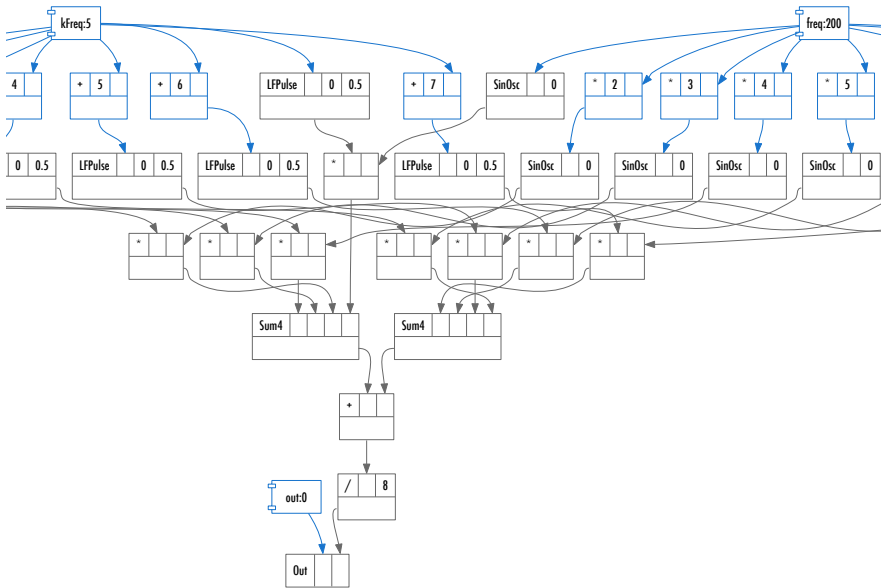 kFreq:5 freq:200
4 + 5 + 6 LFPulse 0 0.5 + 7 SinOsc 0 * 2 * 3 * 4 * 5
0 0.5 LFPulse 0 0.5 LFPulse 0 0.5 * LFPulse 0 0.5 SinOsc 0 SinOsc 0 SinOsc 0 SinOsc 0
* * * * * * *
Sum4 Sum4
+
/ 8
out:0
Out